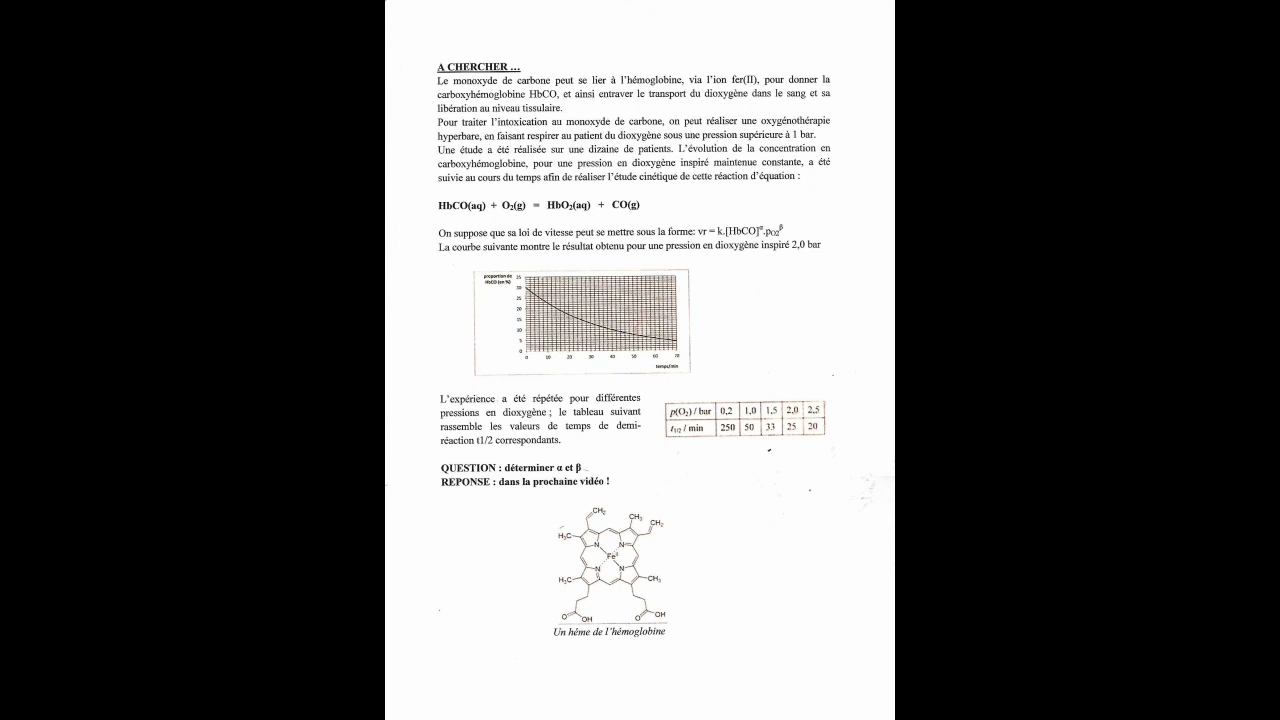 A CHERCHER ...
Le monoxyde de carbone peut se lier à l'hémoglobine, via l'ion fer(II), pour donner la
carboxyhémoglobine HbCO, et ainsi entraver le transport du dioxygène dans le sang et sa
libération au niveau tissulaire.
Pour traiter l'intoxication au monoxyde de carbone, on peut réaliser une oxygénothérapie
hyperbare, en faisant respirer au patient du dioxygène sous une pression supérieure à 1 bar.
Une étude a été réalisée sur une dizaine de patients. L'évolution de la concentration en
carboxyhémoglobine, pour une pression en dioxygène inspiré maintenue constante, a été
suivie au cours du temps afin de réaliser l'étude cinétique de cette réaction d'équation :
HbCO(aq) + O₂(g) = HbO₂(aq) + CO(g)
On suppose que sa loi de vitesse peut se mettre sous la forme: vr = k.[HbCO]^α.p_O2^β
La courbe suivante montre le résultat obtenu pour une pression en dioxygène inspiré 2,0 bar
proportion de
HbCO (en %)
35
30
25
20
15
10
5
0
0 10 20 30 40 50 60 70
temps/min
L'expérience a été répétée pour différentes
pressions en dioxygène ; le tableau suivant
rassemble les valeurs de temps de demi-
réaction t1/2 correspondants.
p(O₂) / bar 0,2 1,0 1,5 2,0 2,5
t1/2 / min 250 50 33 25 20
QUESTION : déterminer α et β
REPONSE : dans la prochaine vidéo !
CH₂
CH₃
CH₂
H₃C
N
N
Fe
N
N
H₃C
CH₃
O
OH
O
OH
Un hème de l'hémoglobine